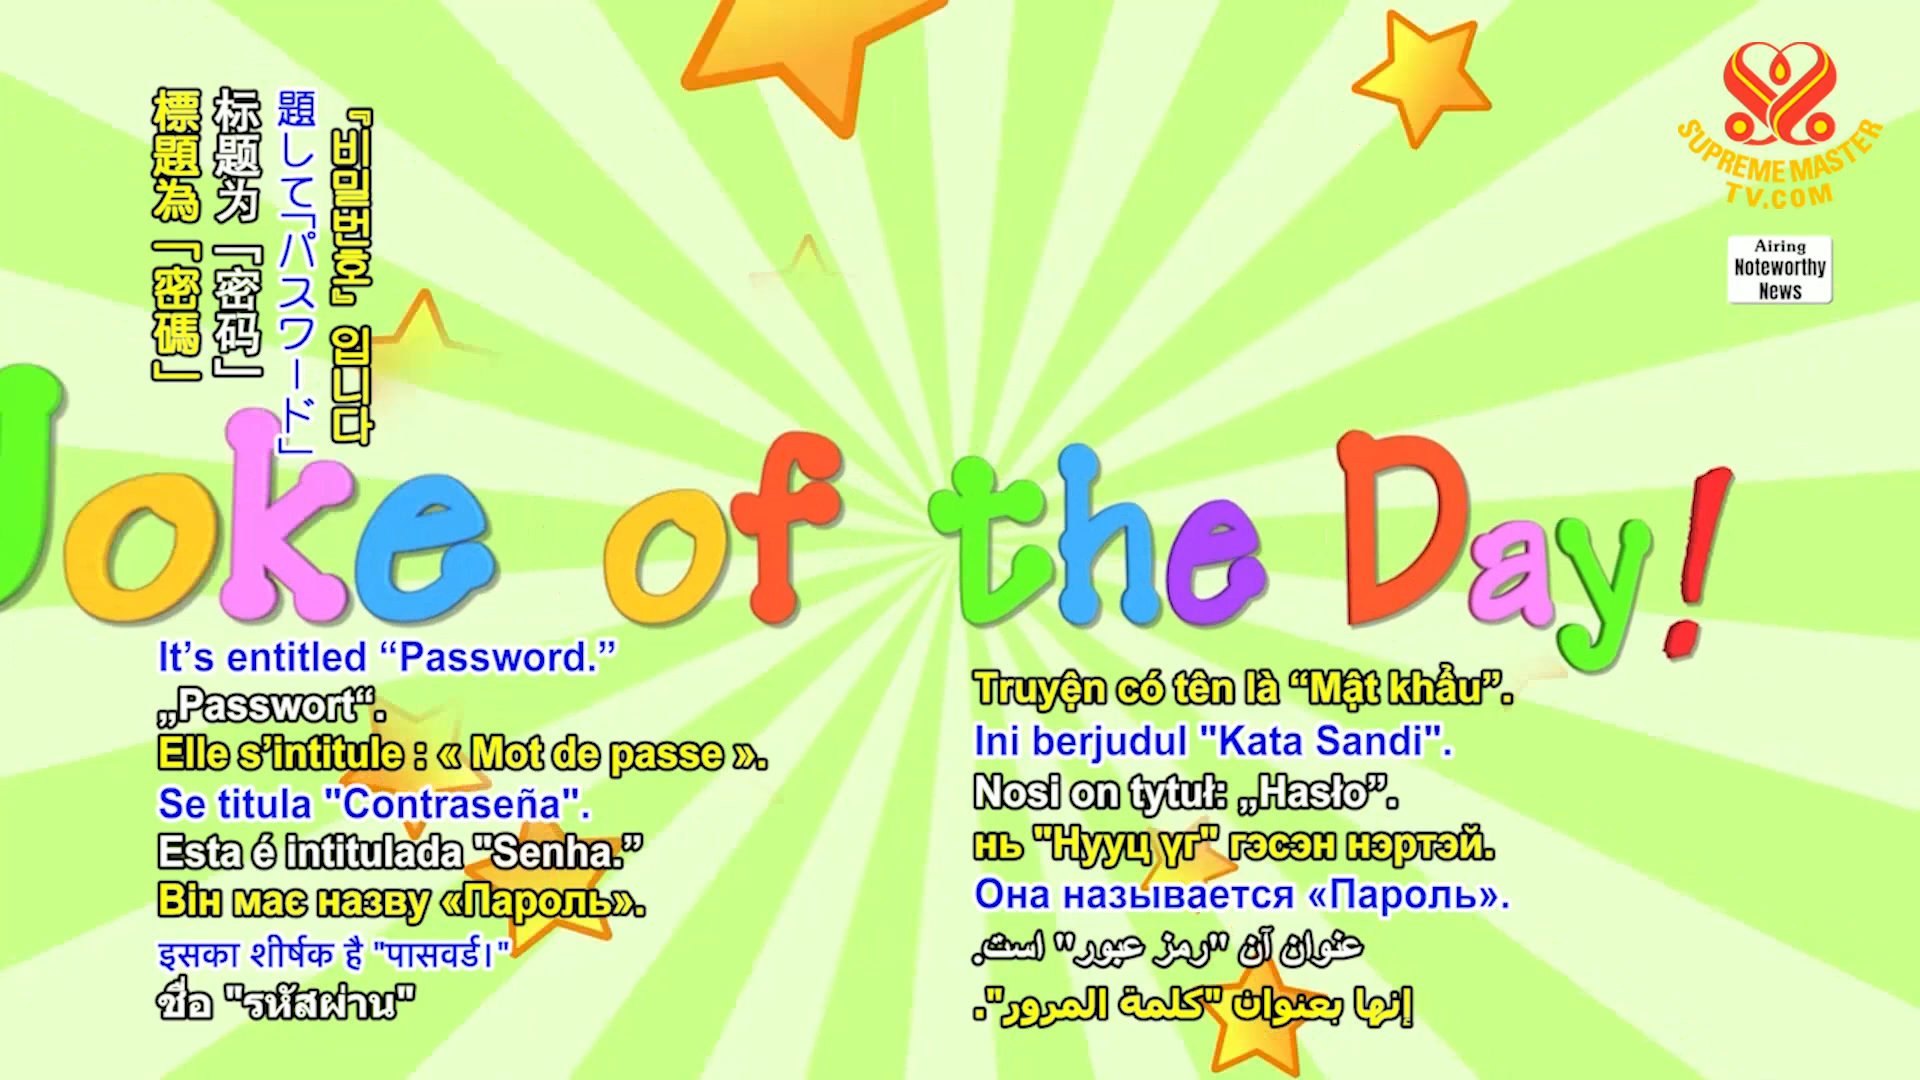 標題為「密碼」
标题为「密码」
題して「パスワード」
『비밀번호』입니다
SUPREME MASTER
TV.COM
Airing
Noteworthy
News
Joke of the Day!
It’s entitled “Password.”
„Passwort“.
Elle s’intitule : « Mot de passe ».
Se titula "Contraseña".
Esta é intitulada "Senha.”
Він має назву «Пароль».
इसका शीर्षक है "पासवर्ड।"
ชื่อ "รหัสผ่าน"
Truyện có tên là “Mật khẩu”.
Ini berjudul "Kata Sandi".
Nosi on tytuł: „Hasło”.
нь "Нууц үг" гэсэн нэртэй.
Она называется «Пароль».
عنوان آن "رمز عبور" است.
إنها بعنوان "كلمة المرور".